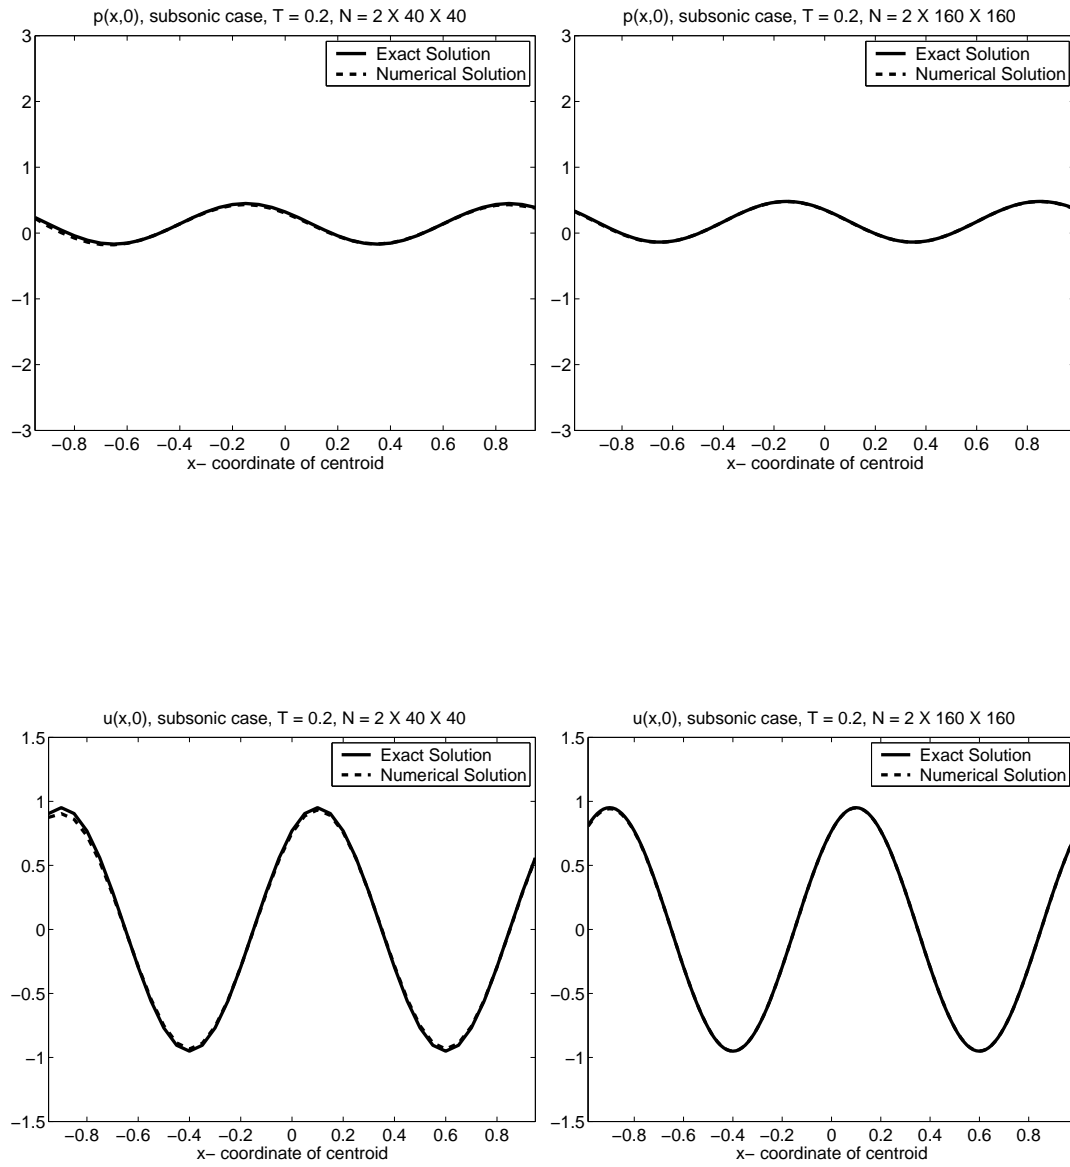 p(x,0), subsonic case, T = 0.2, N = 2 X 40 X 40
3
2
1
0
−1
−2
−3
Exact Solution
Numerical Solution
−0.8 −0.6 −0.4 −0.2 0 0.2 0.4 0.6 0.8
x− coordinate of centroid
p(x,0), subsonic case, T = 0.2, N = 2 X 160 X 160
3
2
1
0
−1
−2
−3
Exact Solution
Numerical Solution
−0.8 −0.6 −0.4 −0.2 0 0.2 0.4 0.6 0.8
x− coordinate of centroid
u(x,0), subsonic case, T = 0.2, N = 2 X 40 X 40
1.5
1
0.5
0
−0.5
−1
−1.5
Exact Solution
Numerical Solution
−0.8 −0.6 −0.4 −0.2 0 0.2 0.4 0.6 0.8
x− coordinate of centroid
u(x,0), subsonic case, T = 0.2, N = 2 X 160 X 160
1.5
1
0.5
0
−0.5
−1
−1.5
Exact Solution
Numerical Solution
−0.8 −0.6 −0.4 −0.2 0 0.2 0.4 0.6 0.8
x− coordinate of centroid